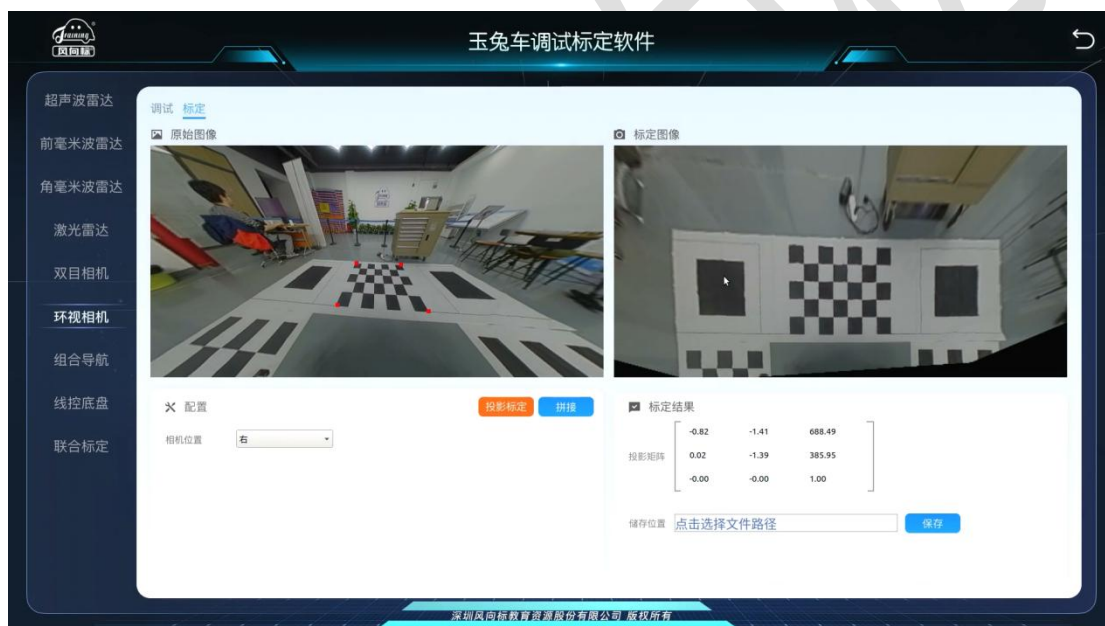 风向标
玉兔车调试标定软件
超声波雷达
前毫米波雷达
角毫米波雷达
激光雷达
双目相机
环视相机
组合导航
线控底盘
联合标定
调试 标定
原始图像
标定图像
配置
投影标定 拼接
相机位置 右
标定结果
投影矩阵
-0.82 -1.41 688.49
0.02 -1.39 385.95
-0.00 -0.00 1.00
储存位置 点击选择文件路径 保存
深圳风向标教育资源股份有限公司 版权所有